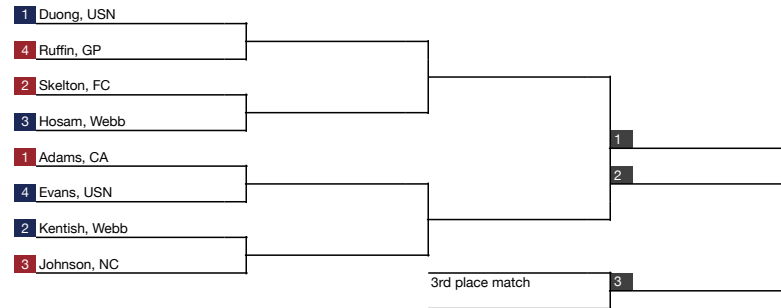 1 Duong, USN
4 Ruffin, GP
2 Skelton, FC
3 Hosam, Webb
1
1 Adams, CA
2
4 Evans, USN
2 Kentish, Webb
3 Johnson, NC
3rd place match 3